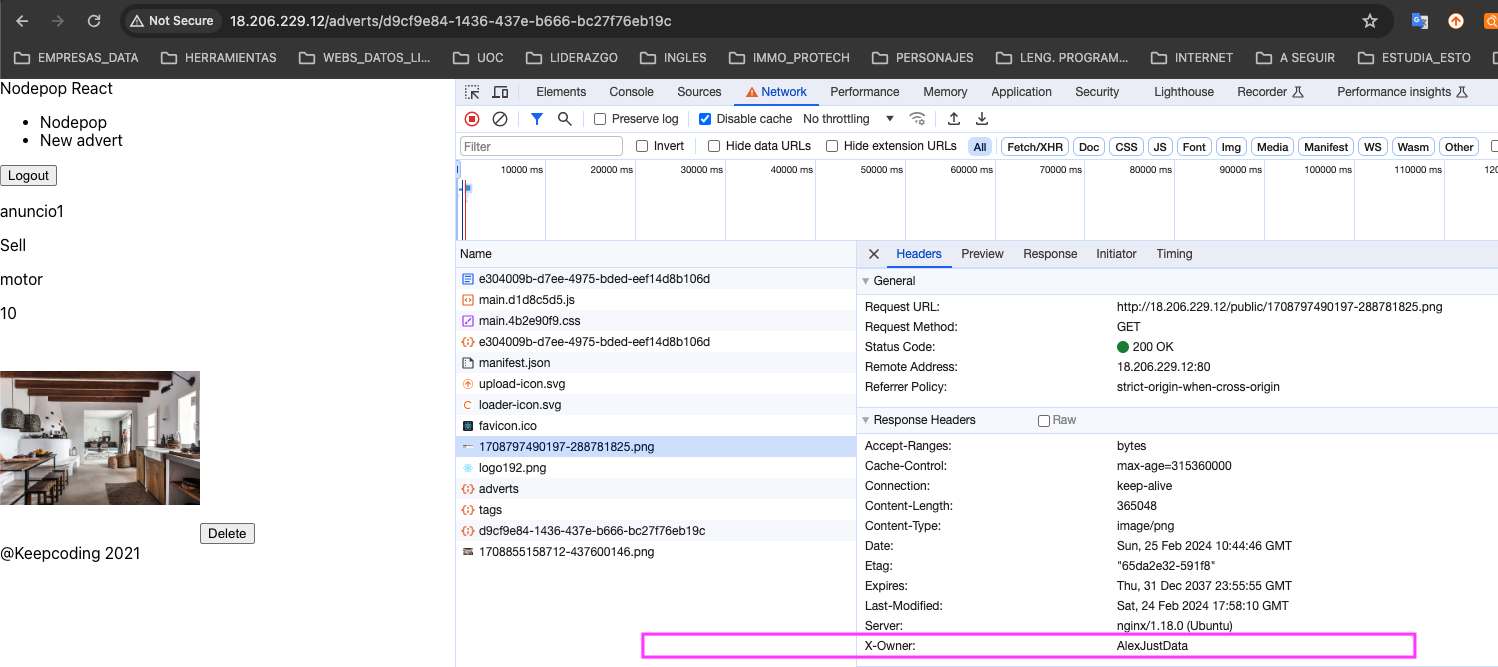 Not Secure 18.206.229.12/adverts/d9cf9e84-1436-437e-b666-bc27f76eb19c
EMPRESAS_DATA HERRAMIENTAS WEBS_DATOS_LI... UOC LIDERAZGO INGLES IMMO_PROTECH PERSONAJES LENG. PROGRAM... INTERNET A SEGUIR ESTUDIA_ESTO
Nodepop React
• Nodepop
• New advert
Logout
anuncio1
Sell
motor
10
Delete
@Keepcoding 2021
Elements Console Sources Network Performance Memory Application Security Lighthouse Recorder Performance insights
Preserve log Disable cache No throttling
Filter Invert Hide data URLs Hide extension URLs All Fetch/XHR Doc CSS JS Font Img Media Manifest WS Wasm Other
10000 ms 20000 ms 30000 ms 40000 ms 50000 ms 60000 ms 70000 ms 80000 ms 90000 ms 100000 ms 110000 ms
Name
e304009b-d7ee-4975-bded-eef14d8b106d
main.d1d8c5d5.js
main.4b2e90f9.css
e304009b-d7ee-4975-bded-eef14d8b106d
manifest.json
upload-icon.svg
loader-icon.svg
favicon.ico
1708797490197-288781825.png
logo192.png
adverts
tags
d9cf9e84-1436-437e-b666-bc27f76eb19c
1708855158712-437600146.png
Headers Preview Response Initiator Timing
General
Request URL: http://18.206.229.12/public/1708797490197-288781825.png
Request Method: GET
Status Code: 200 OK
Remote Address: 18.206.229.12:80
Referrer Policy: strict-origin-when-cross-origin
Response Headers Raw
Accept-Ranges: bytes
Cache-Control: max-age=315360000
Connection: keep-alive
Content-Length: 365048
Content-Type: image/png
Date: Sun, 25 Feb 2024 10:44:46 GMT
Etag: "65da2e32-591f8"
Expires: Thu, 31 Dec 2037 23:55:55 GMT
Last-Modified: Sat, 24 Feb 2024 17:58:10 GMT
Server: nginx/1.18.0 (Ubuntu)
X-Owner: AlexJustData